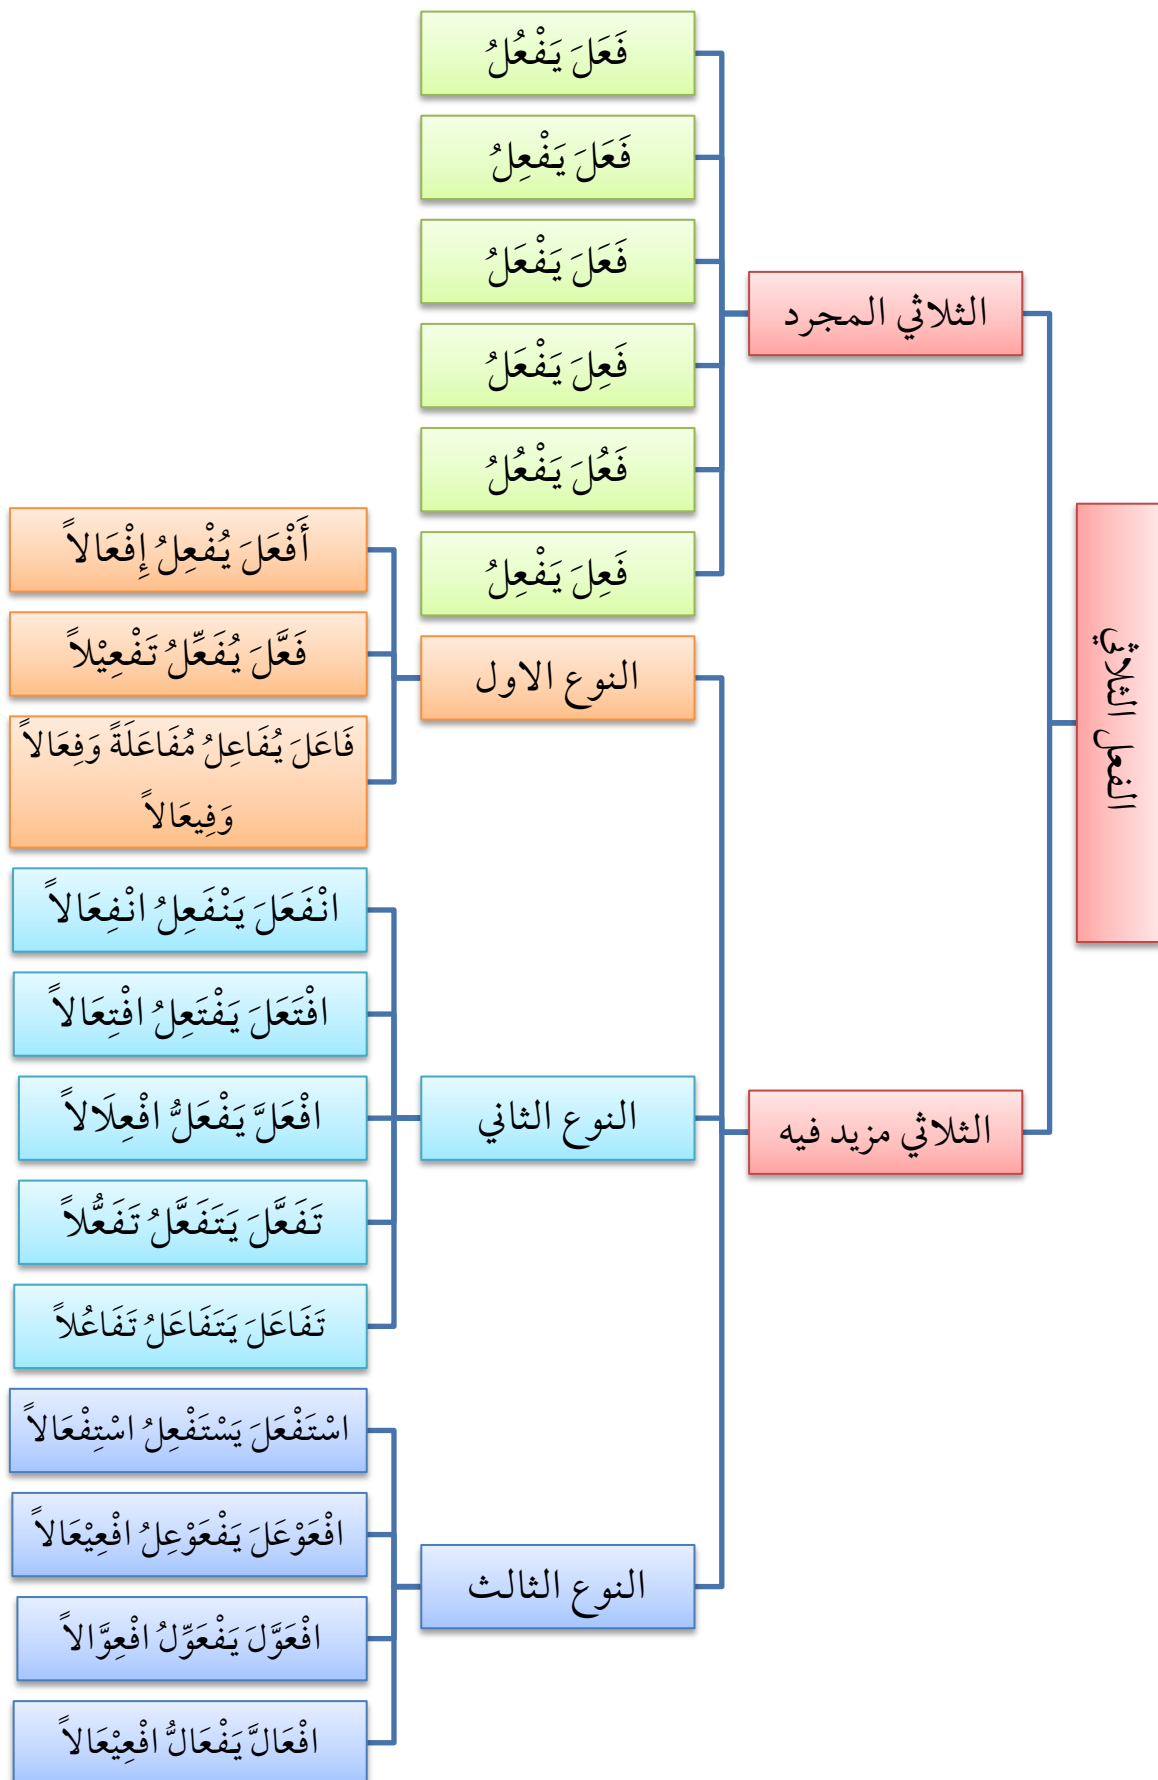 الفعل الثلاثي
الثلاثي المجرد
فَعَلَ يَفْعُلُ
فَعَلَ يَفْعِلُ
فَعَلَ يَفْعَلُ
فَعِلَ يَفْعَلُ
فَعُلَ يَفْعُلُ
فَعِلَ يَفْعِلُ
الثلاثي مزيد فيه
النوع الاول
أَفْعَلَ يُفْعِلُ إِفْعَالاً
فَعَّلَ يُفَعِّلُ تَفْعِيْلاً
فَاعَلَ يُفَاعِلُ مُفَاعَلَةً وَفِعَالاً
وَفِيعَالاً
النوع الثاني
انْفَعَلَ يَنْفَعِلُ انْفِعَالاً
افْتَعَلَ يَفْتَعِلُ افْتِعَالاً
افْعَلَّ يَفْعَلُّ افْعِلَالاً
تَفَعَّلَ يَتَفَعَّلُ تَفَعُّلاً
تَفَاعَلَ يَتَفَاعَلُ تَفَاعُلاً
النوع الثالث
اسْتَفْعَلَ يَسْتَفْعِلُ اسْتِفْعَالاً
افْعَوْعَلَ يَفْعَوْعِلُ افْعِيْعَالاً
افْعَوَّلَ يَفْعَوِّلُ افْعِوَّالاً
افْعَالَّ يَفْعَالُّ افْعِيْعَالاً